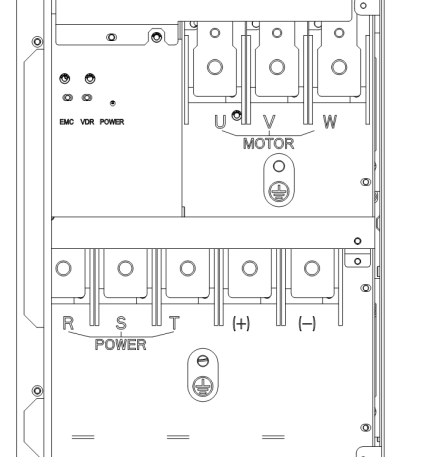 EMC VDR POWER
U V W
MOTOR
R S T (+) (−)
POWER